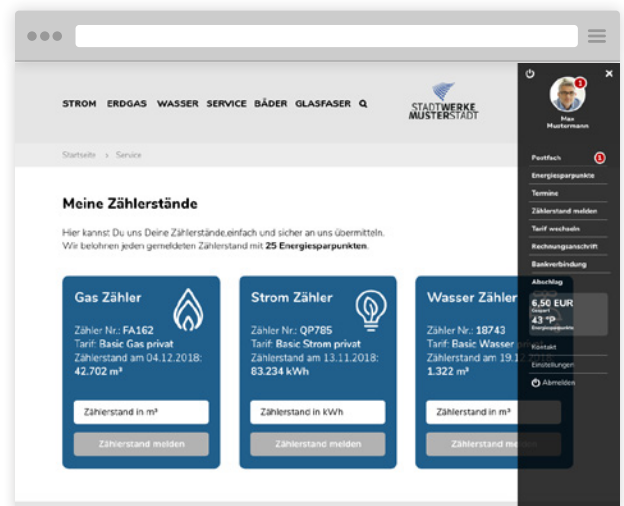 STROM ERDGAS WASSER SERVICE BÄDER GLASFASER
STADTWERKE
MUSTERSTADT
Startseite > Service
Meine Zählerstände
Hier kannst Du uns Deine Zählerstände,einfach und sicher an uns übermitteln.
Wir belohnen jeden gemeldeten Zählerstand mit 25 Energiesparpunkten.
Gas Zähler
Zähler Nr.: FA162
Tarif: Basic Gas privat
Zählerstand am 04.12.2018:
42.702 m³
Zählerstand in m³
Zählerstand melden
Strom Zähler
Zähler Nr.: QP785
Tarif: Basic Strom privat
Zählerstand am 13.11.2018:
83.234 kWh
Zählerstand in kWh
Zählerstand melden
Wasser Zähler
Zähler Nr.: 18743
Tarif: Basic Wasser privat
Zählerstand am 19.12.2018:
1.322 m³
Zählerstand in m³
Zählerstand melden
1
Max
Mustermann
Postfach 1
Energiesparpunkte
Termine
Zählerstand melden
Tarif wechseln
Rechnungsanschrift
Bankverbindung
Abschlag
6,50 EUR
Gespart
43 °P
Energiesparpunkte
Kontakt
Einstellungen
Abmelden